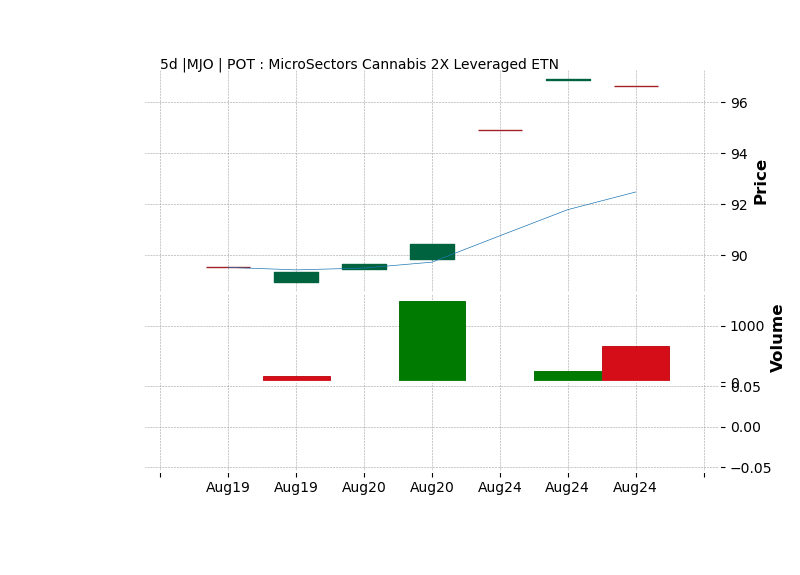 5d |MJO | POT : MicroSectors Cannabis 2X Leveraged ETN
96
94
92
90
Price
1000
0
Volume
0.05
0.00
−0.05
Aug19 Aug19 Aug20 Aug20 Aug24 Aug24 Aug24